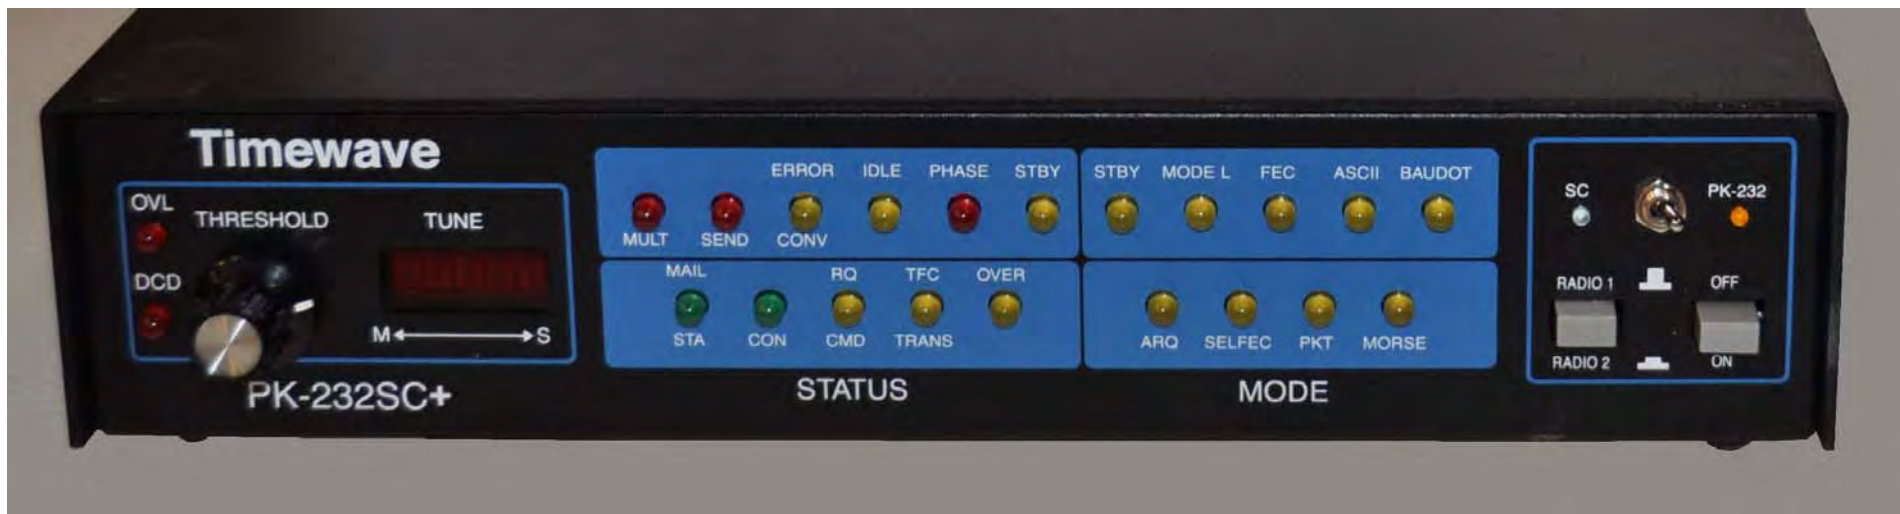 Timewave
OVL
THRESHOLD
TUNE
DCD
M S
PK-232SC+
ERROR IDLE PHASE STBY
MULT SEND CONV
MAIL RQ TFC OVER
STA CON CMD TRANS
STATUS
STBY MODE L FEC ASCII BAUDOT
ARQ SELFEC PKT MORSE
MODE
SC PK-232
RADIO 1 OFF
RADIO 2 ON